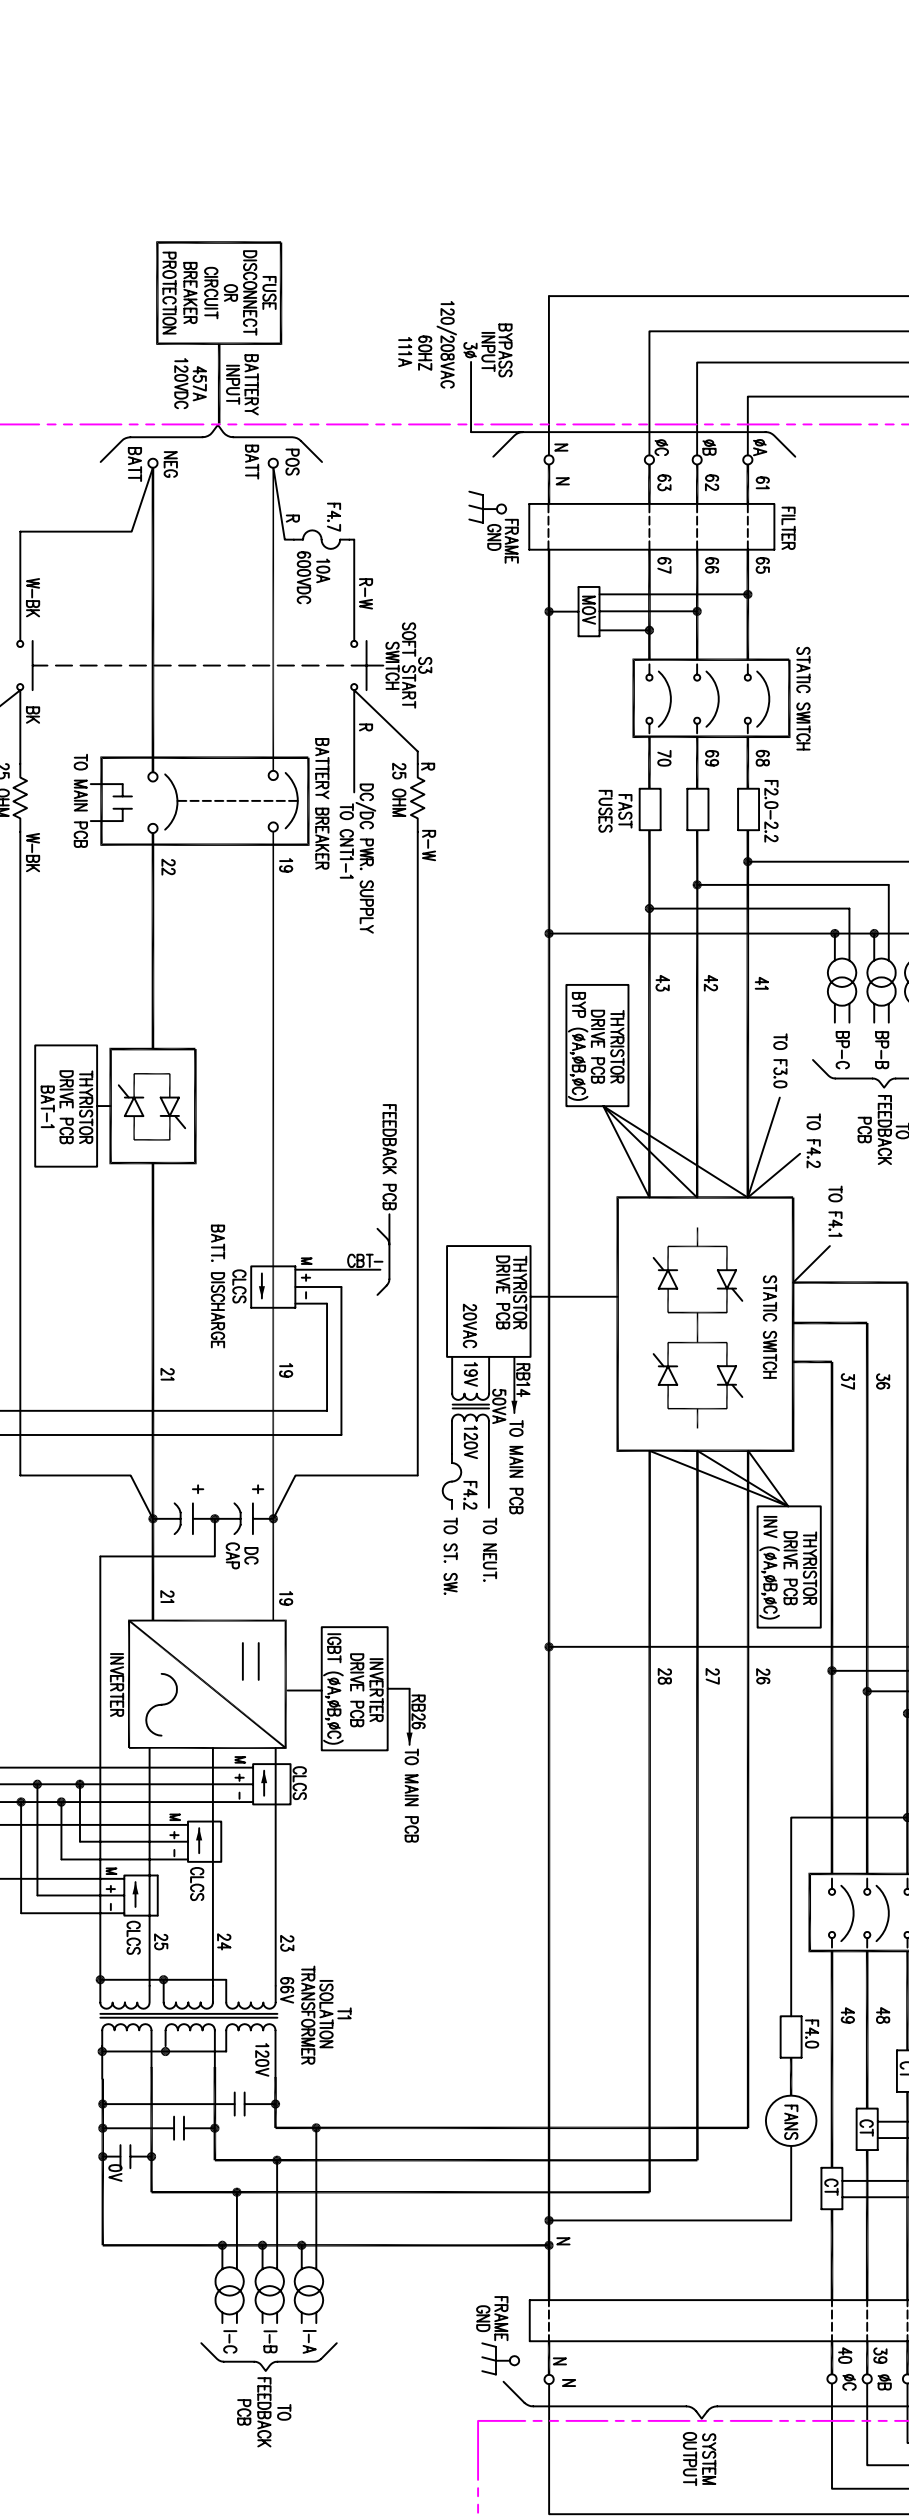 FUSE
DISCONNECT
OR
CIRCUIT
BREAKER
PROTECTION
BATTERY
INPUT
457A
120VDC
BYPASS
INPUT
3ø
120/208VAC
60HZ
111A
N
øC
øB
øA
N
63
62
61
FILTER
FRAME
GND
67
66
65
MOV
STATIC SWITCH
70
69
68
F2.0-2.2
FAST
FUSES
POS
BATT
NEG
BATT
R
F4.7
10A
600VDC
R-W
W-BK
S3
SOFT START
SWITCH
BK
R
R
25 OHM
R-W
25 OHM
W-BK
DC/DC PWR. SUPPLY
TO CNT1-1
BATTERY BREAKER
TO MAIN PCB
22
19
43
42
41
BP-C
BP-B
TO
FEEDBACK
PCB
THYRISTOR
DRIVE PCB
BYP (øA,øB,øC)
TO F3.0
TO F4.2
TO F4.1
THYRISTOR
DRIVE PCB
BAT-1
FEEDBACK PCB
CBT-
M
+
-
CLCS
BATT. DISCHARGE
21
19
STATIC SWITCH
37
36
THYRISTOR
DRIVE PCB
20VAC
RB14
TO MAIN PCB
19V
50VA
120V
F4.2
TO NEUT.
TO ST. SW.
THYRISTOR
DRIVE PCB
INV (øA,øB,øC)
+
+
DC
CAP
21
19
INVERTER
INVERTER
DRIVE PCB
IGBT (øA,øB,øC)
RB26
TO MAIN PCB
28
27
26
M
+
-
CLCS
M
+
-
CLCS
M
+
-
CLCS
25
24
23
66V
T1
ISOLATION
TRANSFORMER
120V
0V
49
48
F4.0
FANS
CT
CT
CT
N
I-C
I-B
I-A
TO
FEEDBACK
PCB
FRAME
GND
N
N
40 øC
39 øB
SYSTEM
OUTPUT